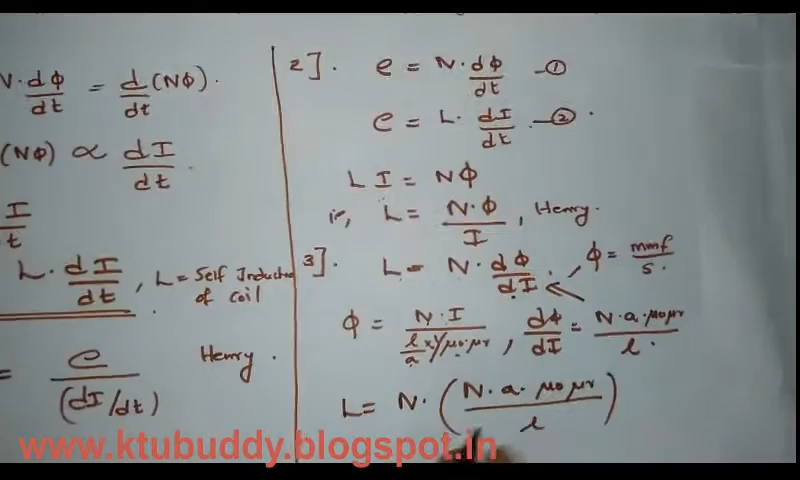 N·dΦ/dt = d/dt (NΦ).
(NΦ) ∝ dI/dt.
I/t
L·dI/dt, L = Self Inductance of coil
= e/(dI/dt) Henry.
2]. e = N·dΦ/dt —①
e = L·dI/dt —②.
LI = NΦ
ie, L = N·Φ/I, Henry.
3]. L = N·dΦ/dI. Φ = mmf/S.
Φ = N·I/(l/a × 1/μ0·μr), dΦ/dI = N·a·μ0μr/l.
L = N·(N·a·μ0μr/l)
www.ktubuddy.blogspot.in